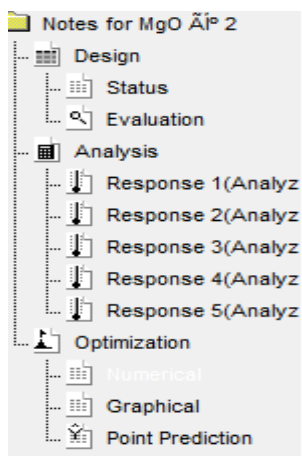 Notes for MgO ÃÍº 2
Design
Status
Evaluation
Analysis
Response 1(Analyz
Response 2(Analyz
Response 3(Analyz
Response 4(Analyz
Response 5(Analyz
Optimization
Numerical
Graphical
Point Prediction